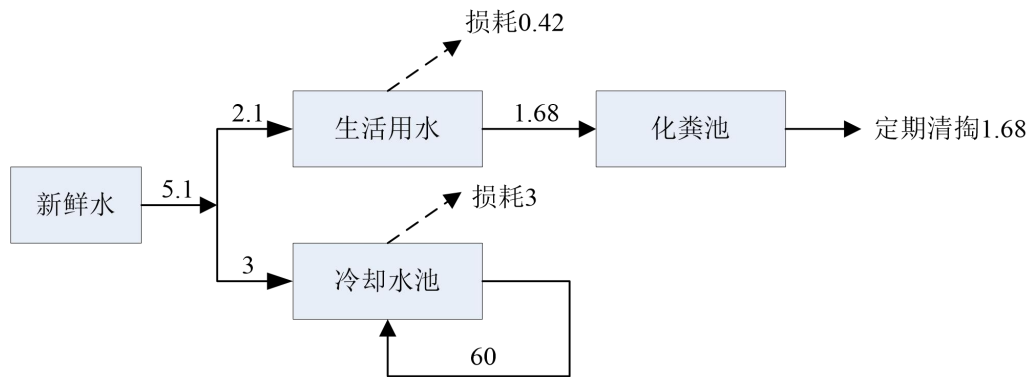 损耗0.42
2.1
生活用水
1.68
化粪池
定期清掏1.68
新鲜水
5.1
损耗3
3
冷却水池
60